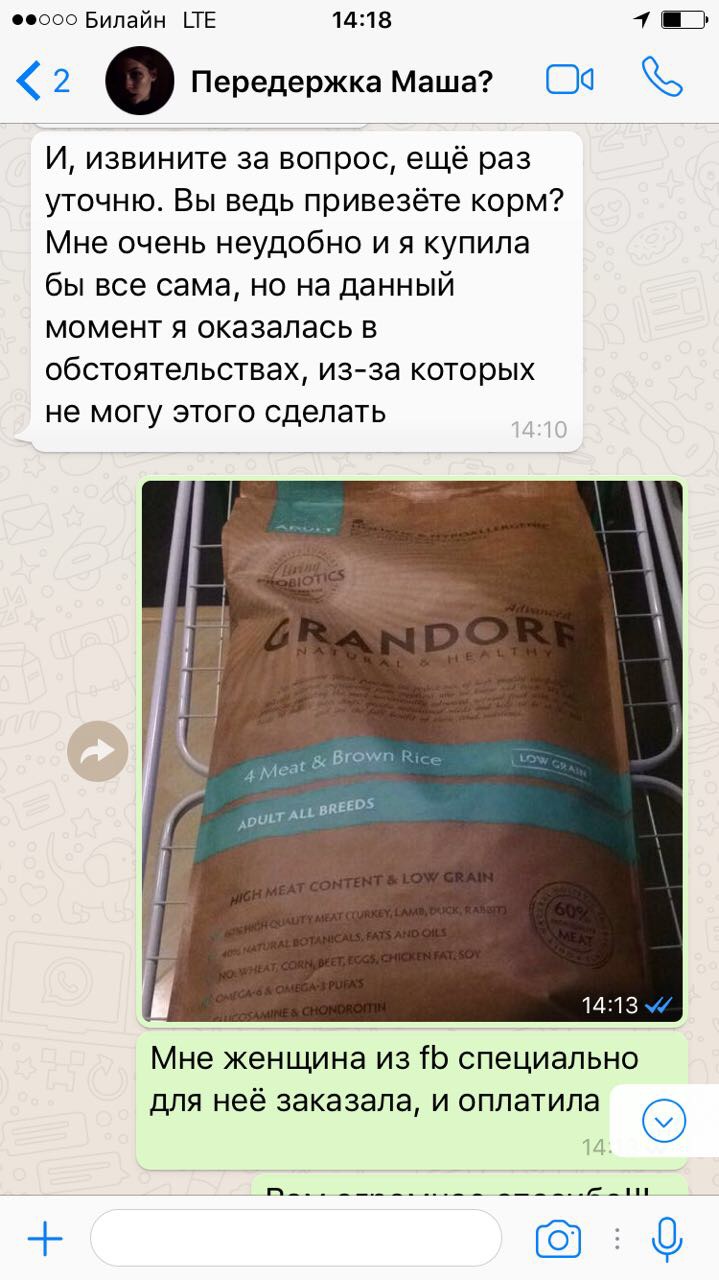 Билайн LTE 14:18
2 Передержка Маша?
И, извините за вопрос, ещё раз
уточню. Вы ведь привезёте корм?
Мне очень неудобно и я купила
бы все сама, но на данный
момент я оказалась в
обстоятельствах, из-за которых
не могу этого сделать
14:10
ADULT
HOLISTIC & HYPOALLERGENIC
Living
PROBIOTICS
Advanced
GRANDORF
NATURAL & HEALTHY
4 Meat & Brown Rice
LOW GRAIN
ADULT ALL BREEDS
HIGH MEAT CONTENT & LOW GRAIN
60% HIGH QUALITY MEAT (TURKEY, LAMB, DUCK, RABBIT)
40% NATURAL BOTANICALS, FATS AND OILS
NO: WHEAT, CORN, BEET, EGGS, CHICKEN FAT, SOY
OMEGA-6 & OMEGA-3 PUFA'S
GLUCOSAMINE & CHONDROITIN
60%
MEAT
14:13
Мне женщина из fb специально
для неё заказала, и оплатила
Вам огромное спасибо!!!